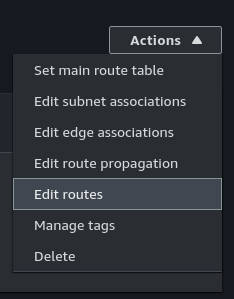 Actions
Set main route table
Edit subnet associations
Edit edge associations
Edit route propagation
Edit routes
Manage tags
Delete